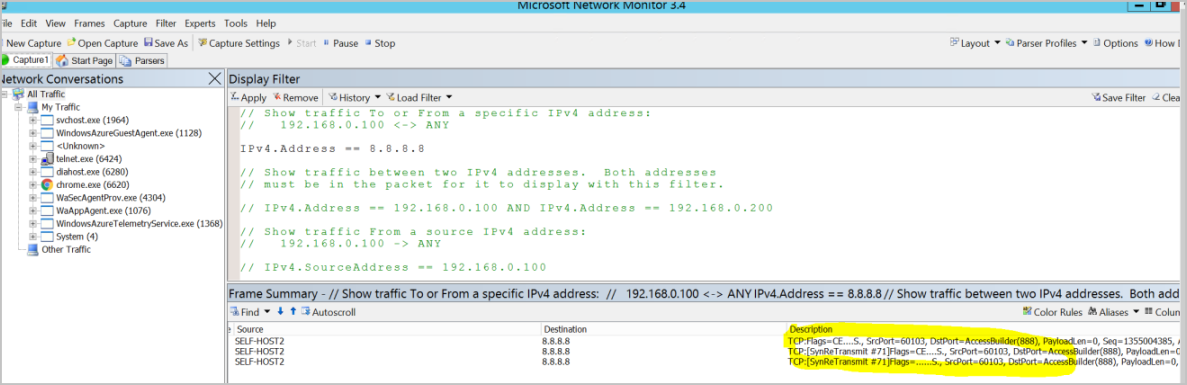 Microsoft Network Monitor 3.4
ile Edit View Frames Capture Filter Experts Tools Help
New Capture Open Capture Save As Capture Settings Start Pause Stop Layout Parser Profiles Options How
Capture1 Start Page Parsers
Network Conversations
All Traffic
My Traffic
svchost.exe (1964)
WindowsAzureGuestAgent.exe (1128)
<Unknown>
telnet.exe (6424)
diahost.exe (6280)
chrome.exe (6620)
WaSecAgentProv.exe (4304)
WaAppAgent.exe (1076)
WindowsAzureTelemetryService.exe (1368)
System (4)
Other Traffic
Display Filter
Apply Remove History Load Filter Save Filter Clea
// Show traffic To or From a specific IPv4 address:
// 192.168.0.100 <-> ANY
IPv4.Address == 8.8.8.8
// Show traffic between two IPv4 addresses. Both addresses
// must be in the packet for it to display with this filter.
// IPv4.Address == 192.168.0.100 AND IPv4.Address == 192.168.0.200
// Show traffic From a source IPv4 address:
// 192.168.0.100 -> ANY
// IPv4.SourceAddress == 192.168.0.100
Frame Summary - // Show traffic To or From a specific IPv4 address: // 192.168.0.100 <-> ANY IPv4.Address == 8.8.8.8 // Show traffic between two IPv4 addresses. Both add
Find Autoscroll Color Rules Aliases Colum
Source Destination Description
SELF-HOST2 8.8.8.8 TCP:Flags=CE....S., SrcPort=60103, DstPort=AccessBuilder(888), PayloadLen=0, Seq=1355004385, A
SELF-HOST2 8.8.8.8 TCP:[SynReTransmit #71]Flags=CE....S., SrcPort=60103, DstPort=AccessBuilder(888), PayloadLen=0
SELF-HOST2 8.8.8.8 TCP:[SynReTransmit #71]Flags=......S., SrcPort=60103, DstPort=AccessBuilder(888), PayloadLen=0,